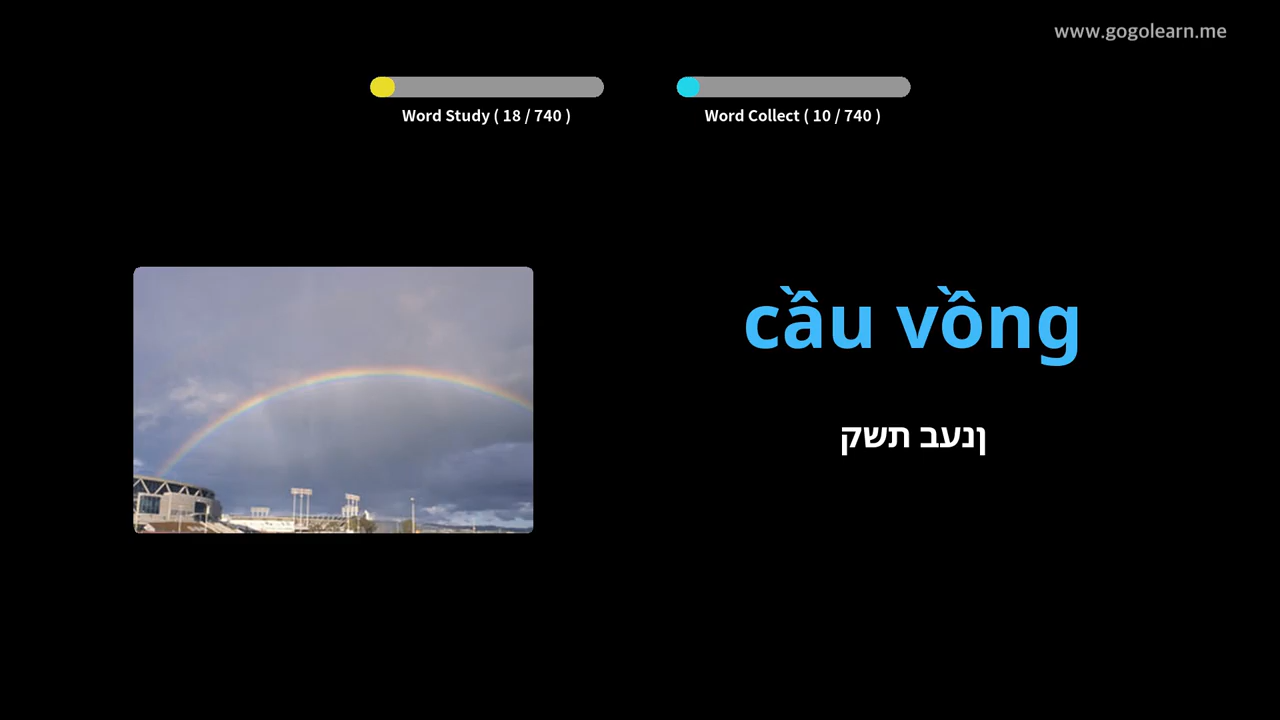 www.gogolearn.me
Word Study ( 18 / 740 )
Word Collect ( 10 / 740 )
cầu vồng
ןנעב תשק